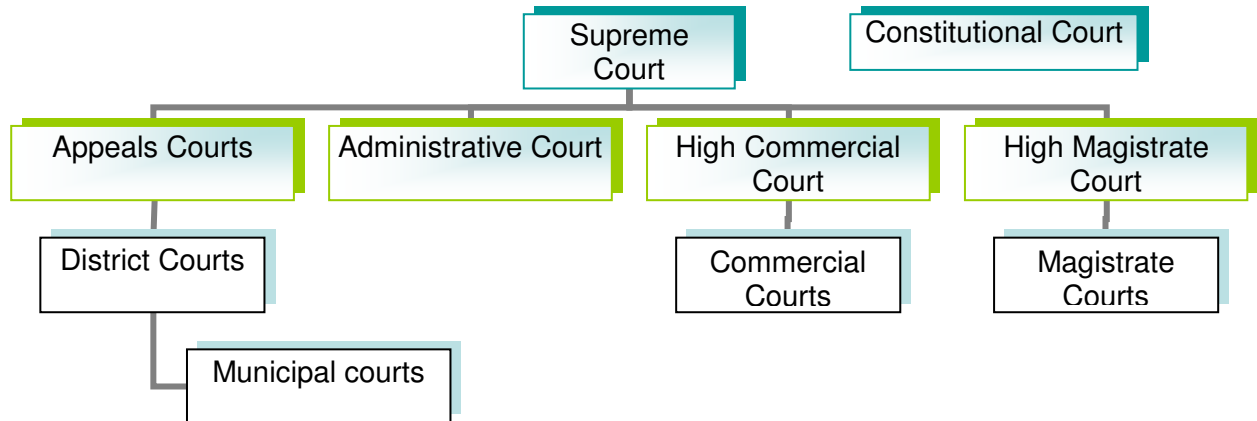 Supreme
Court
Constitutional Court
Appeals Courts
Administrative Court
High Commercial
Court
High Magistrate
Court
District Courts
Commercial
Courts
Magistrate
Courts
Municipal courts